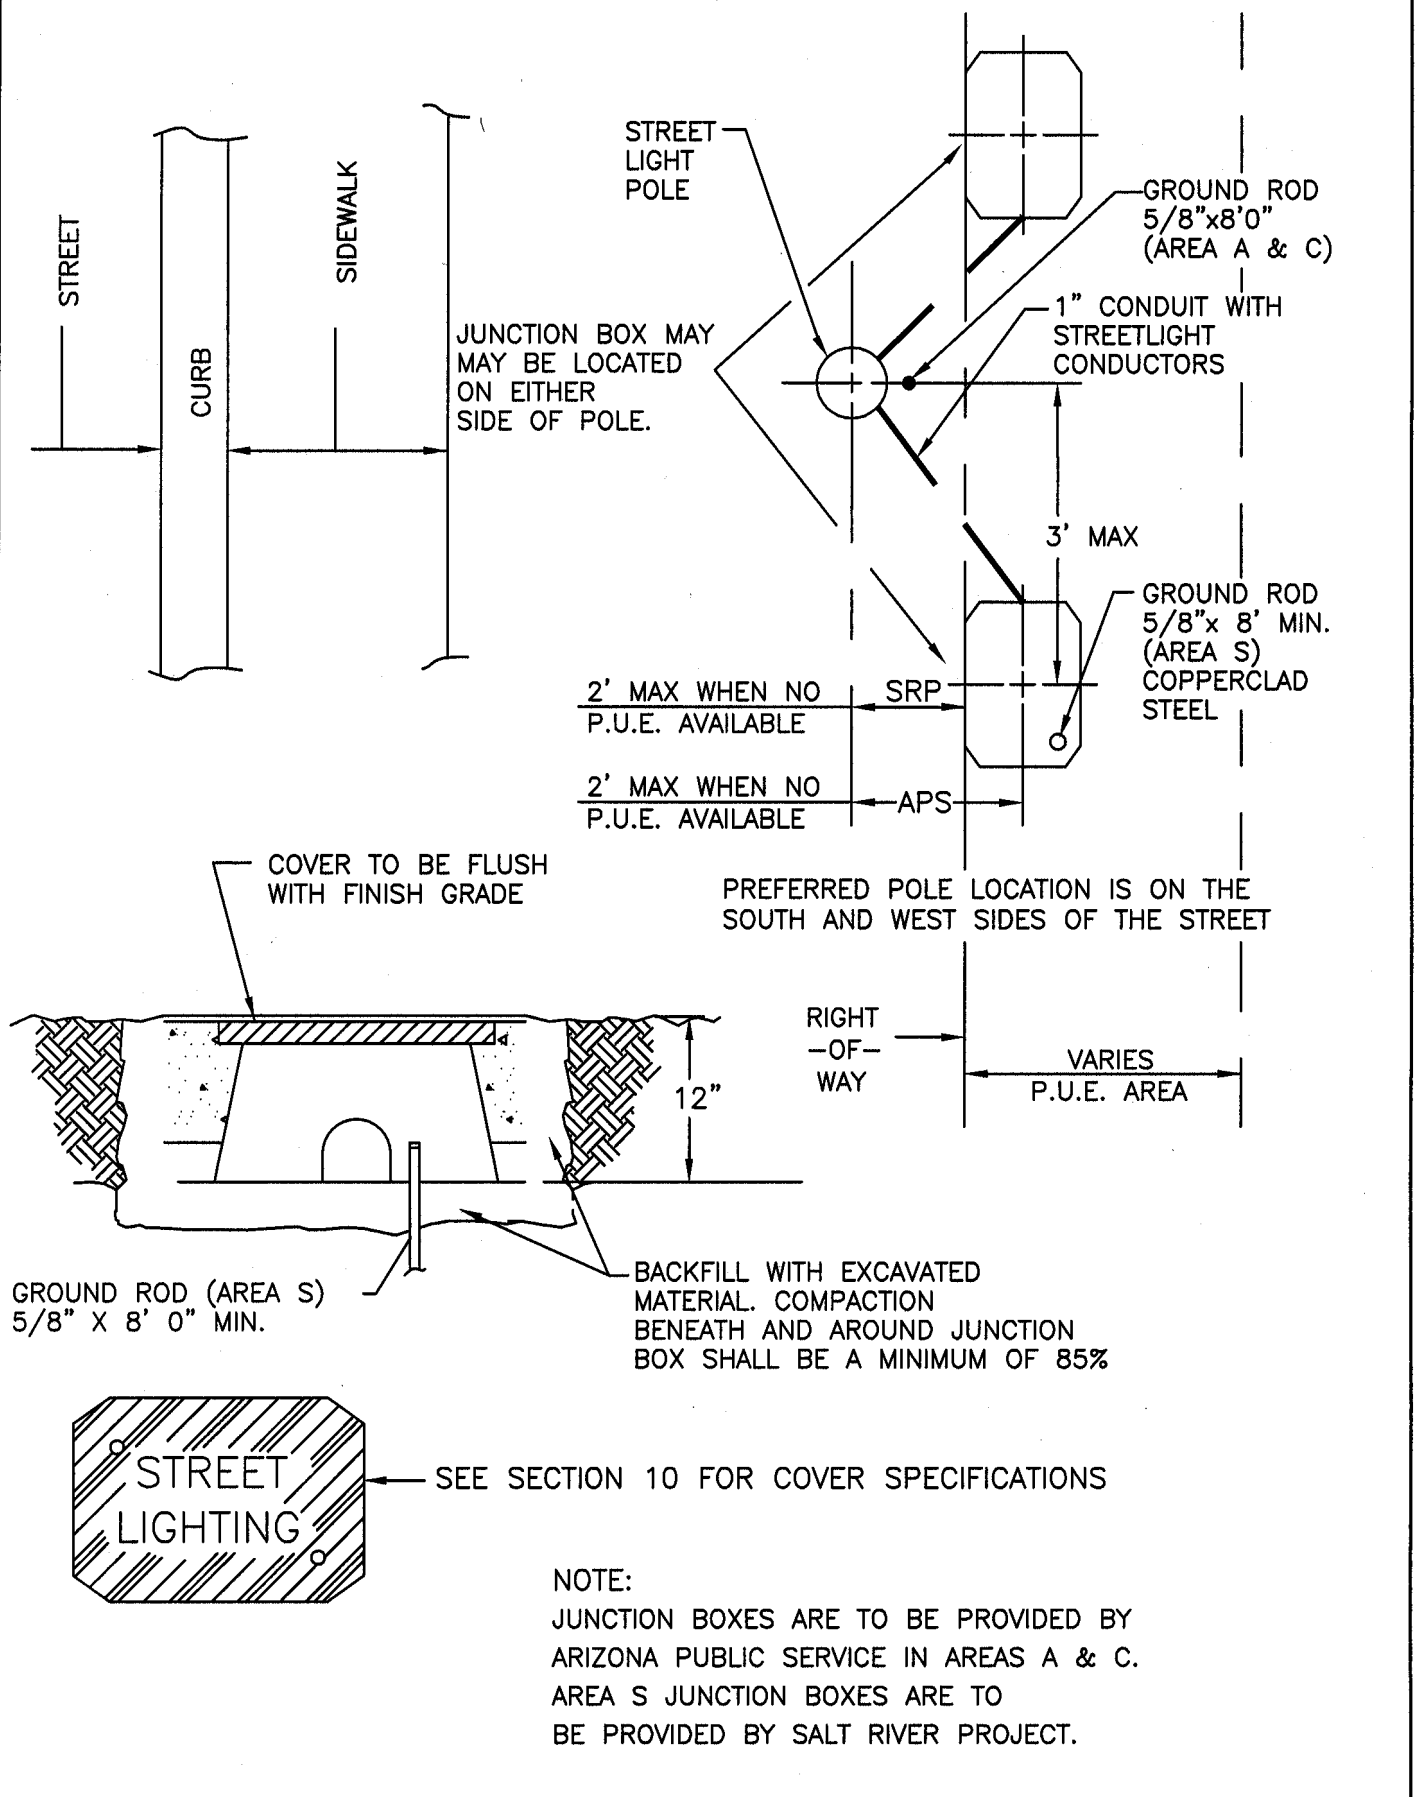 STREET
CURB
SIDEWALK
STREET
LIGHT
POLE
JUNCTION BOX MAY
MAY BE LOCATED
ON EITHER
SIDE OF POLE.
GROUND ROD
5/8"x8'0"
(AREA A & C)
1" CONDUIT WITH
STREETLIGHT
CONDUCTORS
3' MAX
GROUND ROD
5/8"x 8' MIN.
(AREA S)
COPPERCLAD
STEEL
2' MAX WHEN NO
P.U.E. AVAILABLE
SRP
2' MAX WHEN NO
P.U.E. AVAILABLE
APS
PREFERRED POLE LOCATION IS ON THE
SOUTH AND WEST SIDES OF THE STREET
RIGHT
-OF-
WAY
VARIES
P.U.E. AREA
COVER TO BE FLUSH
WITH FINISH GRADE
12"
GROUND ROD (AREA S)
5/8" X 8' 0" MIN.
BACKFILL WITH EXCAVATED
MATERIAL. COMPACTION
BENEATH AND AROUND JUNCTION
BOX SHALL BE A MINIMUM OF 85%
STREET
LIGHTING
SEE SECTION 10 FOR COVER SPECIFICATIONS
NOTE:
JUNCTION BOXES ARE TO BE PROVIDED BY
ARIZONA PUBLIC SERVICE IN AREAS A & C.
AREA S JUNCTION BOXES ARE TO
BE PROVIDED BY SALT RIVER PROJECT.